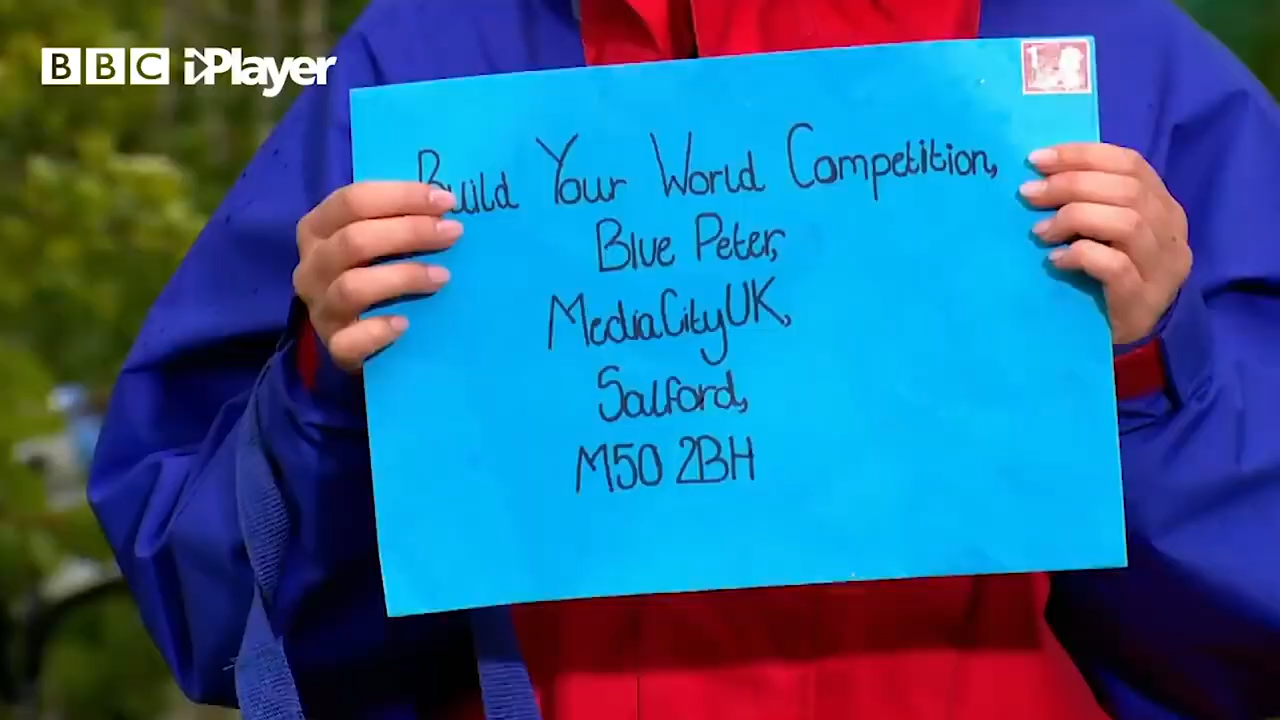 BBC iPlayer
Build Your World Competition,
Blue Peter,
MediaCityUK,
Salford,
M50 2BH